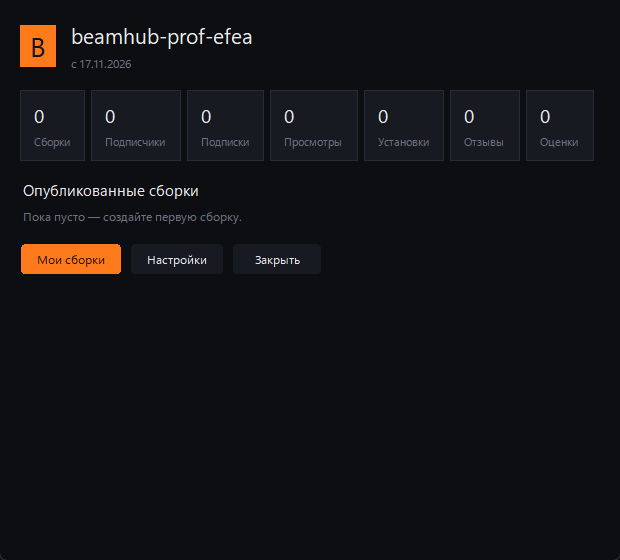 B
beamhub-prof-efea
с 17.11.2026
0 0 0 0 0 0 0
Сборки Подписчики Подписки Просмотры Установки Отзывы Оценки
Опубликованные сборки
Пока пусто — создайте первую сборку.
Мои сборки Настройки Закрыть